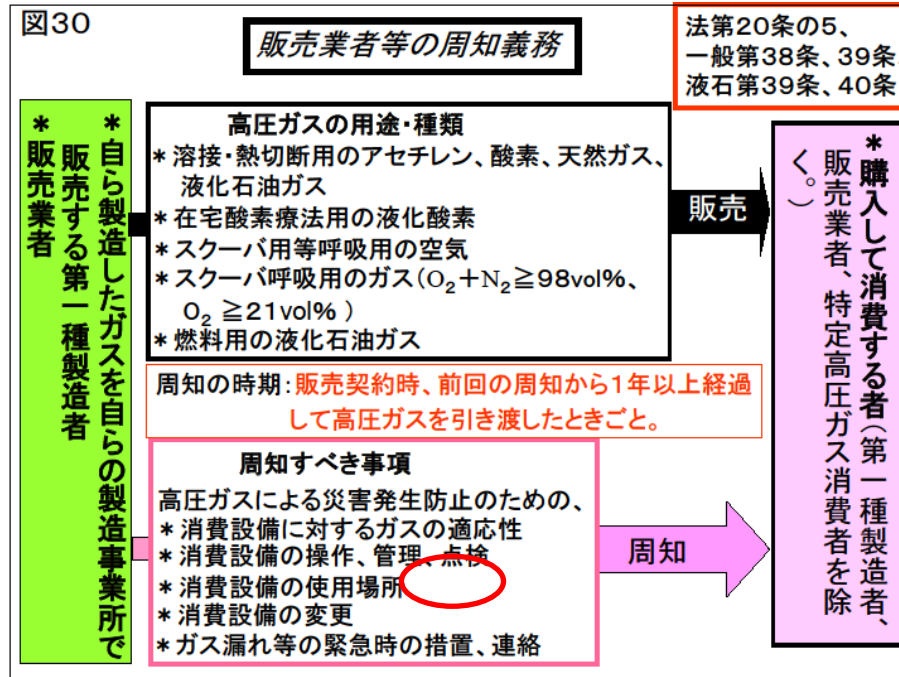 図30
販売業者等の周知義務
法第20条の5、
一般第38条、39条、
液石第39条、40条
＊自ら製造したガスを自らの製造事業所で
販売する第一種製造者
＊販売業者
高圧ガスの用途・種類
＊溶接・熱切断用のアセチレン、酸素、天然ガス、
液化石油ガス
＊在宅酸素療法用の液化酸素
＊スクーバ用等呼吸用の空気
＊スクーバ呼吸用のガス（O₂＋N₂≧98vol%、
O₂ ≧21vol% ）
＊燃料用の液化石油ガス
販売
周知の時期：販売契約時、前回の周知から1年以上経過
して高圧ガスを引き渡したときごと。
周知すべき事項
高圧ガスによる災害発生防止のための、
＊消費設備に対するガスの適応性
＊消費設備の操作、管理、点検
＊消費設備の使用場所
＊消費設備の変更
＊ガス漏れ等の緊急時の措置、連絡
周知
＊購入して消費する者（第一種製造者、
販売業者、特定高圧ガス消費者を除
く。）